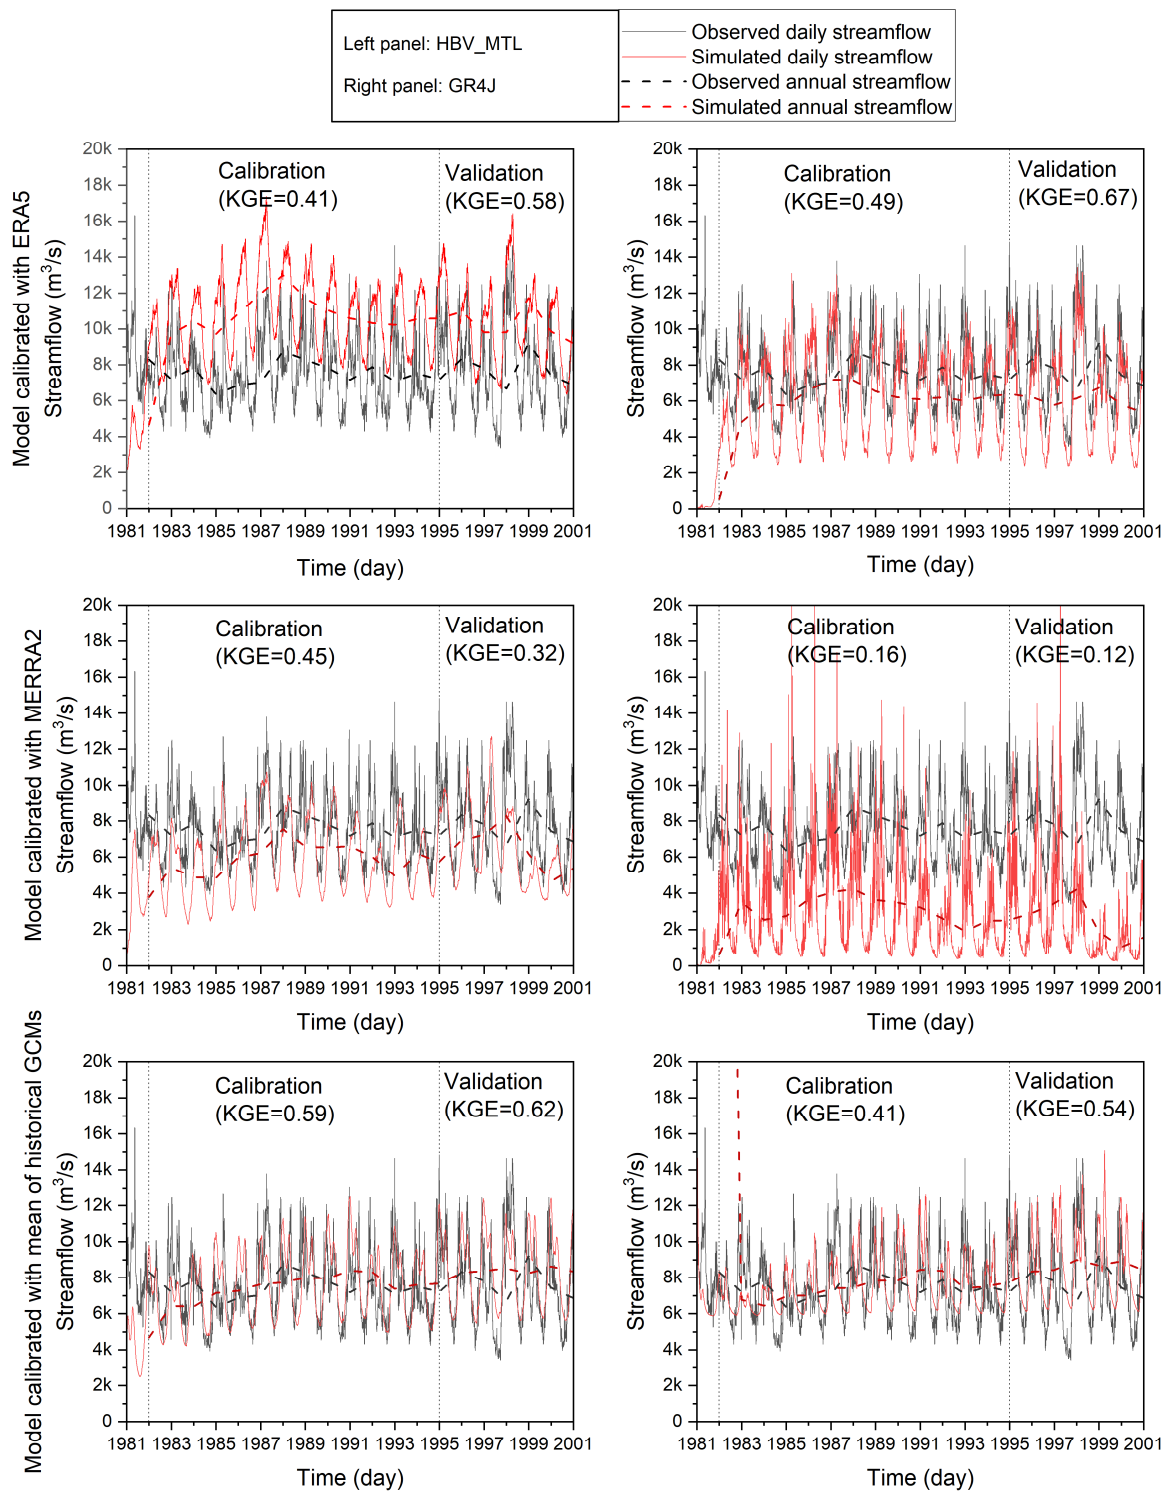 Left panel: HBV_MTL
Right panel: GR4J
Observed daily streamflow
Simulated daily streamflow
Observed annual streamflow
Simulated annual streamflow
Model calibrated with ERA5
Streamflow (m³/s)
20k
18k
16k
14k
12k
10k
8k
6k
4k
2k
0
Calibration
(KGE=0.41)
Validation
(KGE=0.58)
1981 1983 1985 1987 1989 1991 1993 1995 1997 1999 2001
Time (day)
Streamflow (m³/s)
20k
18k
16k
14k
12k
10k
8k
6k
4k
2k
0
Calibration
(KGE=0.49)
Validation
(KGE=0.67)
1981 1983 1985 1987 1989 1991 1993 1995 1997 1999 2001
Time (day)
Model calibrated with MERRA2
Streamflow (m³/s)
20k
18k
16k
14k
12k
10k
8k
6k
4k
2k
0
Calibration
(KGE=0.45)
Validation
(KGE=0.32)
1981 1983 1985 1987 1989 1991 1993 1995 1997 1999 2001
Time (day)
Streamflow (m³/s)
20k
18k
16k
14k
12k
10k
8k
6k
4k
2k
0
Calibration
(KGE=0.16)
Validation
(KGE=0.12)
1981 1983 1985 1987 1989 1991 1993 1995 1997 1999 2001
Time (day)
Model calibrated with mean of historical GCMs
Streamflow (m³/s)
20k
18k
16k
14k
12k
10k
8k
6k
4k
2k
0
Calibration
(KGE=0.59)
Validation
(KGE=0.62)
1981 1983 1985 1987 1989 1991 1993 1995 1997 1999 2001
Time (day)
Streamflow (m³/s)
20k
18k
16k
14k
12k
10k
8k
6k
4k
2k
0
Calibration
(KGE=0.41)
Validation
(KGE=0.54)
1981 1983 1985 1987 1989 1991 1993 1995 1997 1999 2001
Time (day)